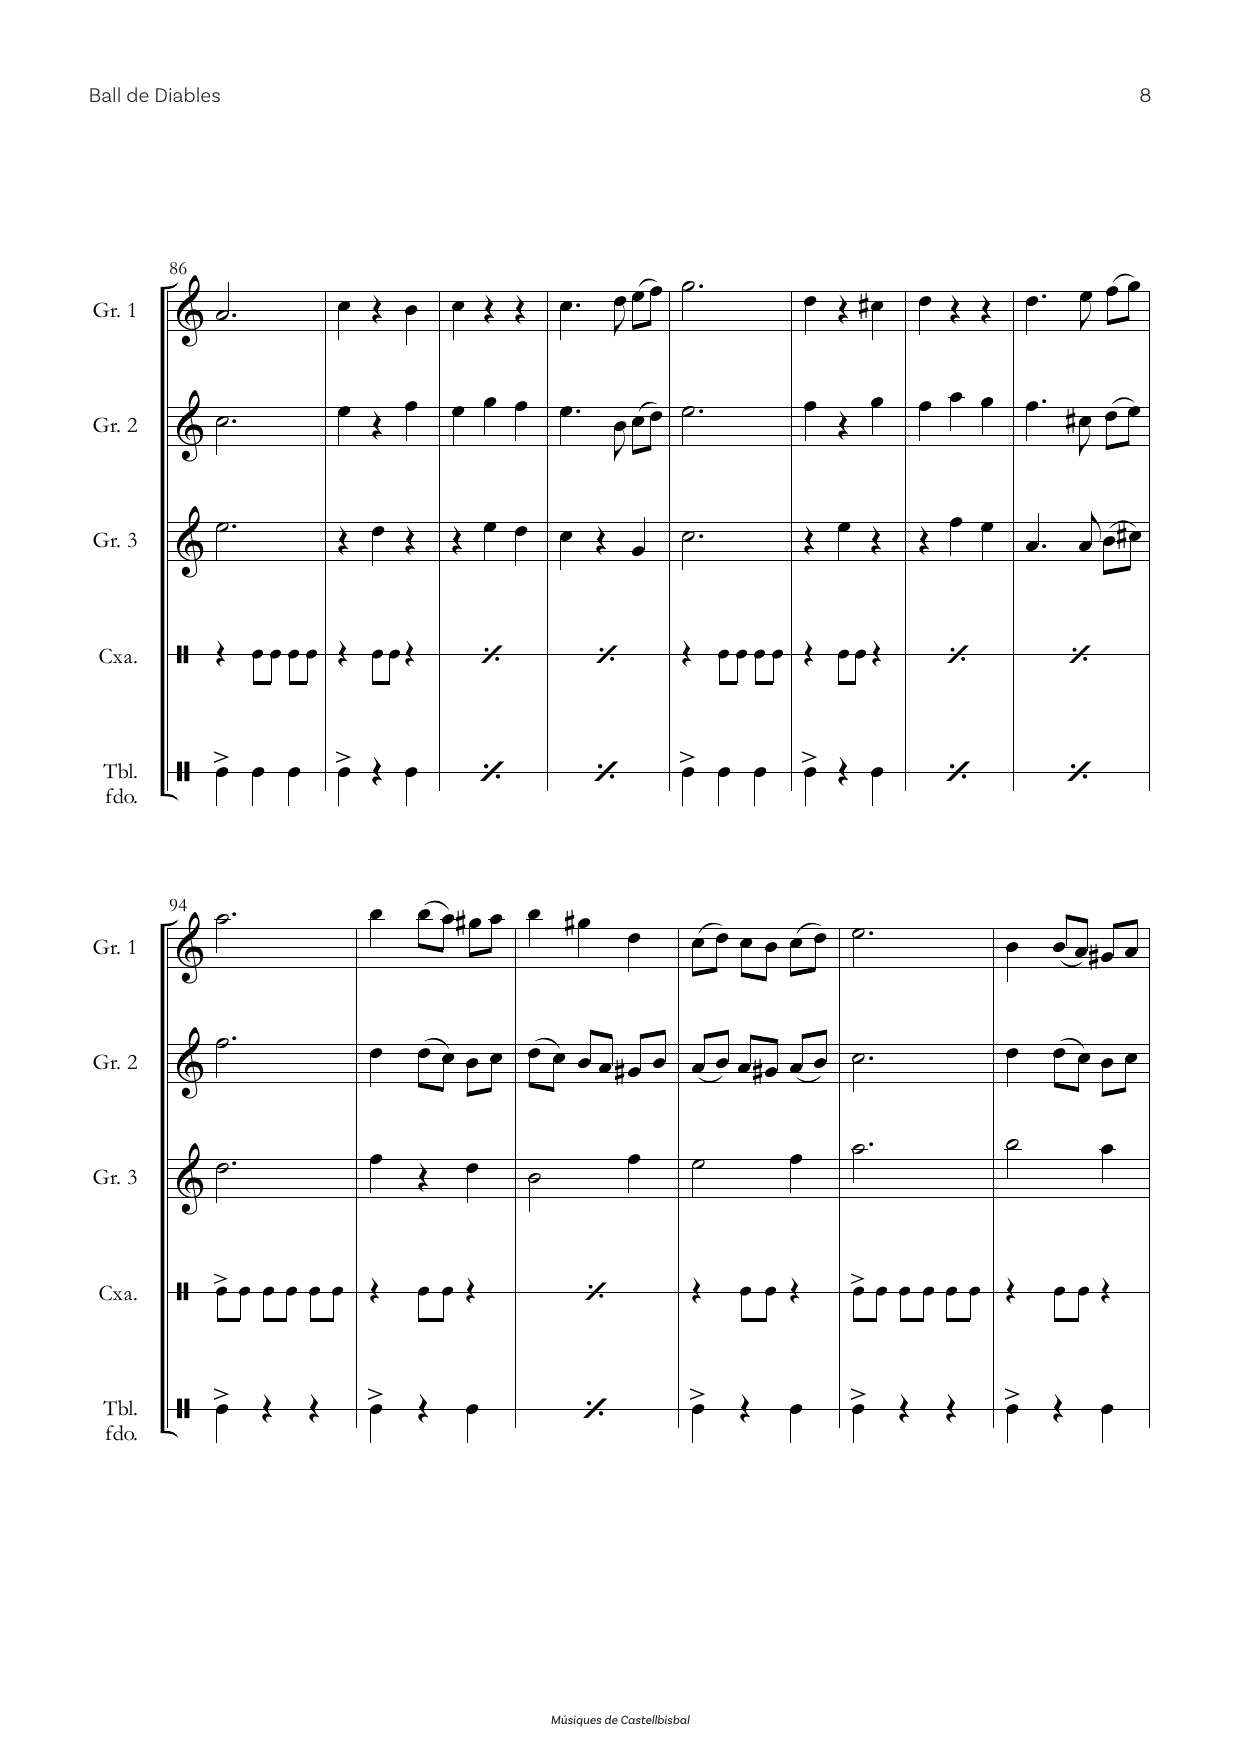 Ball de Diables 8
86
Gr. 1
Gr. 2
Gr. 3
Cxa.
Tbl.
fdo.
94
Gr. 1
Gr. 2
Gr. 3
Cxa.
Tbl.
fdo.
Músiques de Castellbisbal